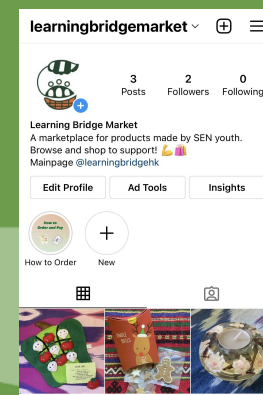 learningbridgemarket
3 2 0
Posts Followers Following
Learning Bridge Market
A marketplace for products made by SEN youth.
Browse and shop to support! 💪🛍️
Mainpage @learningbridgehk
Edit Profile Ad Tools Insights
How to
Order and Pay
How to Order New